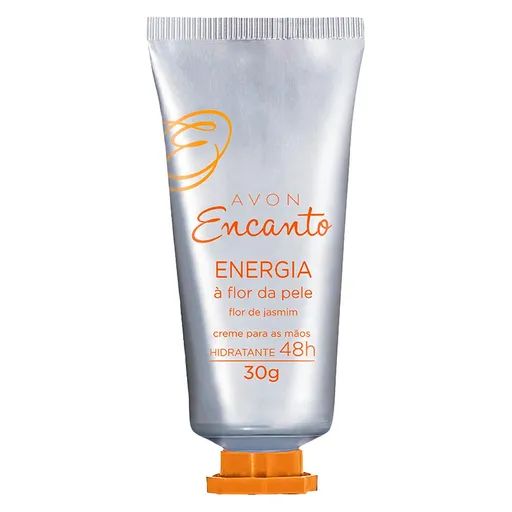 AVON
Encanto
ENERGIA
à flor da pele
flor de jasmim
creme para as mãos
HIDRATANTE 48h
30g